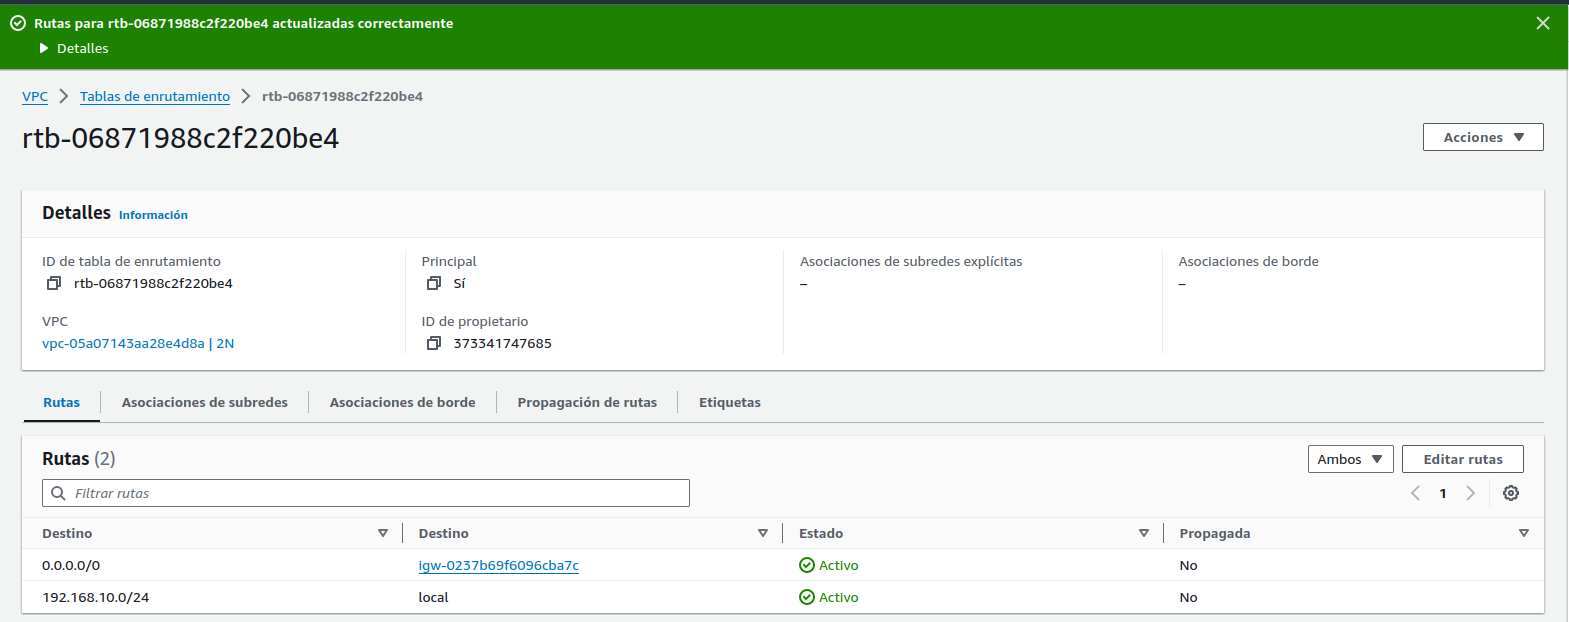 Rutas para rtb-06871988c2f220be4 actualizadas correctamente
Detalles
VPC Tablas de enrutamiento rtb-06871988c2f220be4
rtb-06871988c2f220be4
Acciones
Detalles Información
ID de tabla de enrutamiento
rtb-06871988c2f220be4
Principal
Sí
Asociaciones de subredes explícitas
–
Asociaciones de borde
–
VPC
vpc-05a07143aa28e4d8a | 2N
ID de propietario
373341747685
Rutas Asociaciones de subredes Asociaciones de borde Propagación de rutas Etiquetas
Rutas (2)
Ambos Editar rutas
Filtrar rutas
1
Destino Destino Estado Propagada
0.0.0.0/0 igw-0237b69f6096cba7c Activo No
192.168.10.0/24 local Activo No